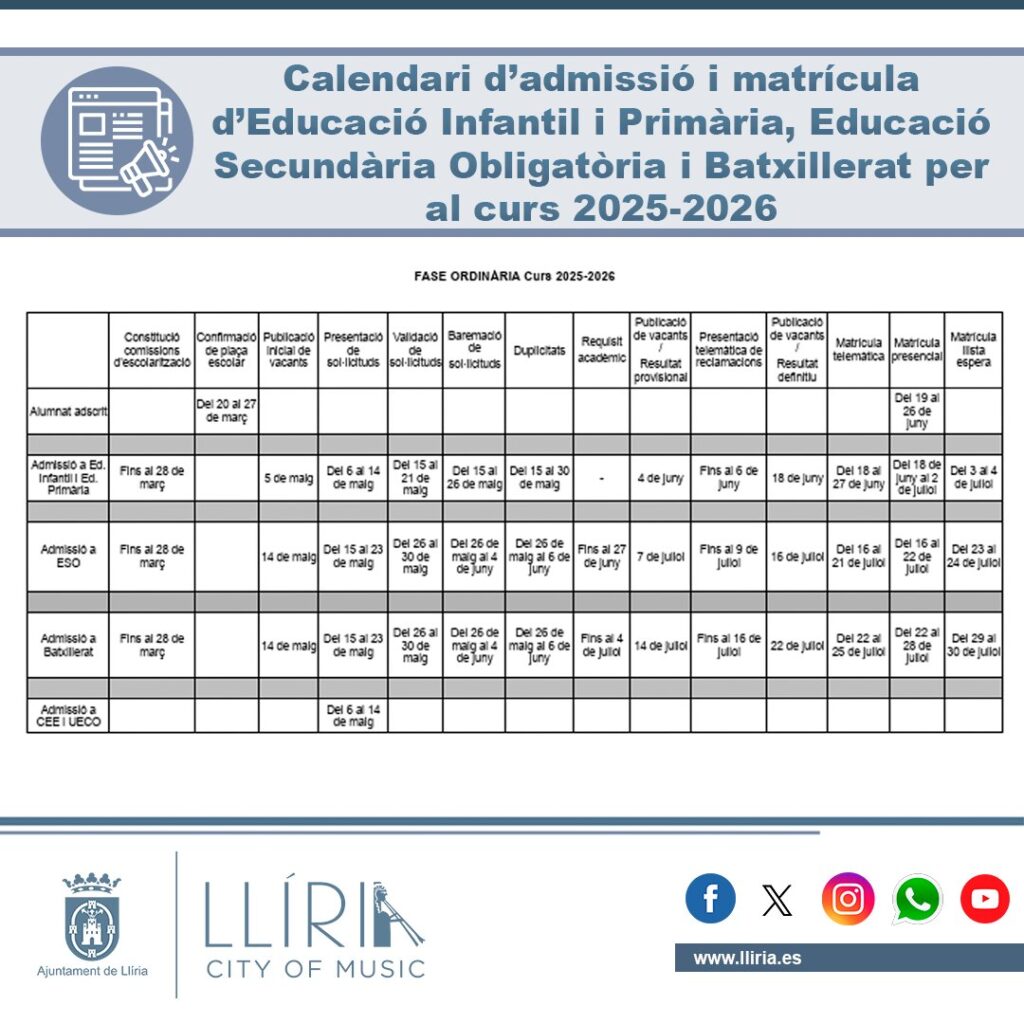 Calendari d'admissió i matrícula
d'Educació Infantil i Primària, Educació
Secundària Obligatòria i Batxillerat per
al curs 2025-2026
FASE ORDINÀRIA Curs 2025-2026
Constitució comissions d'escolarització
Confirmació de plaça escolar
Publicació inicial de vacants
Presentació de sol·licituds
Validació de sol·licituds
Baremació de sol·licituds
Duplicitats
Requisit acadèmic
Publicació de vacants / Resultat provisional
Presentació telemàtica de reclamacions
Publicació de vacants / Resultat definitiu
Matrícula telemàtica
Matrícula presencial
Matrícula llista espera
Alumnat adscrit
Del 20 al 27 de març
Del 19 al 26 de juny
Admissió a Ed. Infantil i Ed. Primària
Fins al 28 de març
5 de maig
Del 6 al 14 de maig
Del 15 al 21 de maig
Del 15 al 26 de maig
Del 15 al 30 de maig
-
4 de juny
Fins al 6 de juny
18 de juny
Del 18 al 27 de juny
Del 18 de juny al 2 de juliol
Del 3 al 4 de juliol
Admissió a ESO
Fins al 28 de març
14 de maig
Del 15 al 23 de maig
Del 26 al 30 de maig
Del 26 de maig al 4 de juny
Del 26 de maig al 6 de juny
Fins al 27 de juny
7 de juliol
Fins al 9 de juliol
16 de juliol
Del 16 al 21 de juliol
Del 16 al 22 de juliol
Del 23 al 24 de juliol
Admissió a Batxillerat
Fins al 28 de març
14 de maig
Del 15 al 23 de maig
Del 26 al 30 de maig
Del 26 de maig al 4 de juny
Del 26 de maig al 6 de juny
Fins al 4 de juliol
14 de juliol
Fins al 16 de juliol
22 de juliol
Del 22 al 25 de juliol
Del 22 al 28 de juliol
Del 29 al 30 de juliol
Admissió a CEE I UECO
Del 6 al 14 de maig
Ajuntament de Llíria
LLÍRIA
CITY OF MUSIC
www.lliria.es